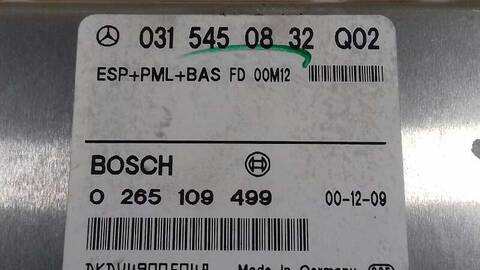 031 545 08 32 Q02
ESP+PML+BAS FD 00M12
BOSCH
0 265 109 499 00-12-09
Made in Germany